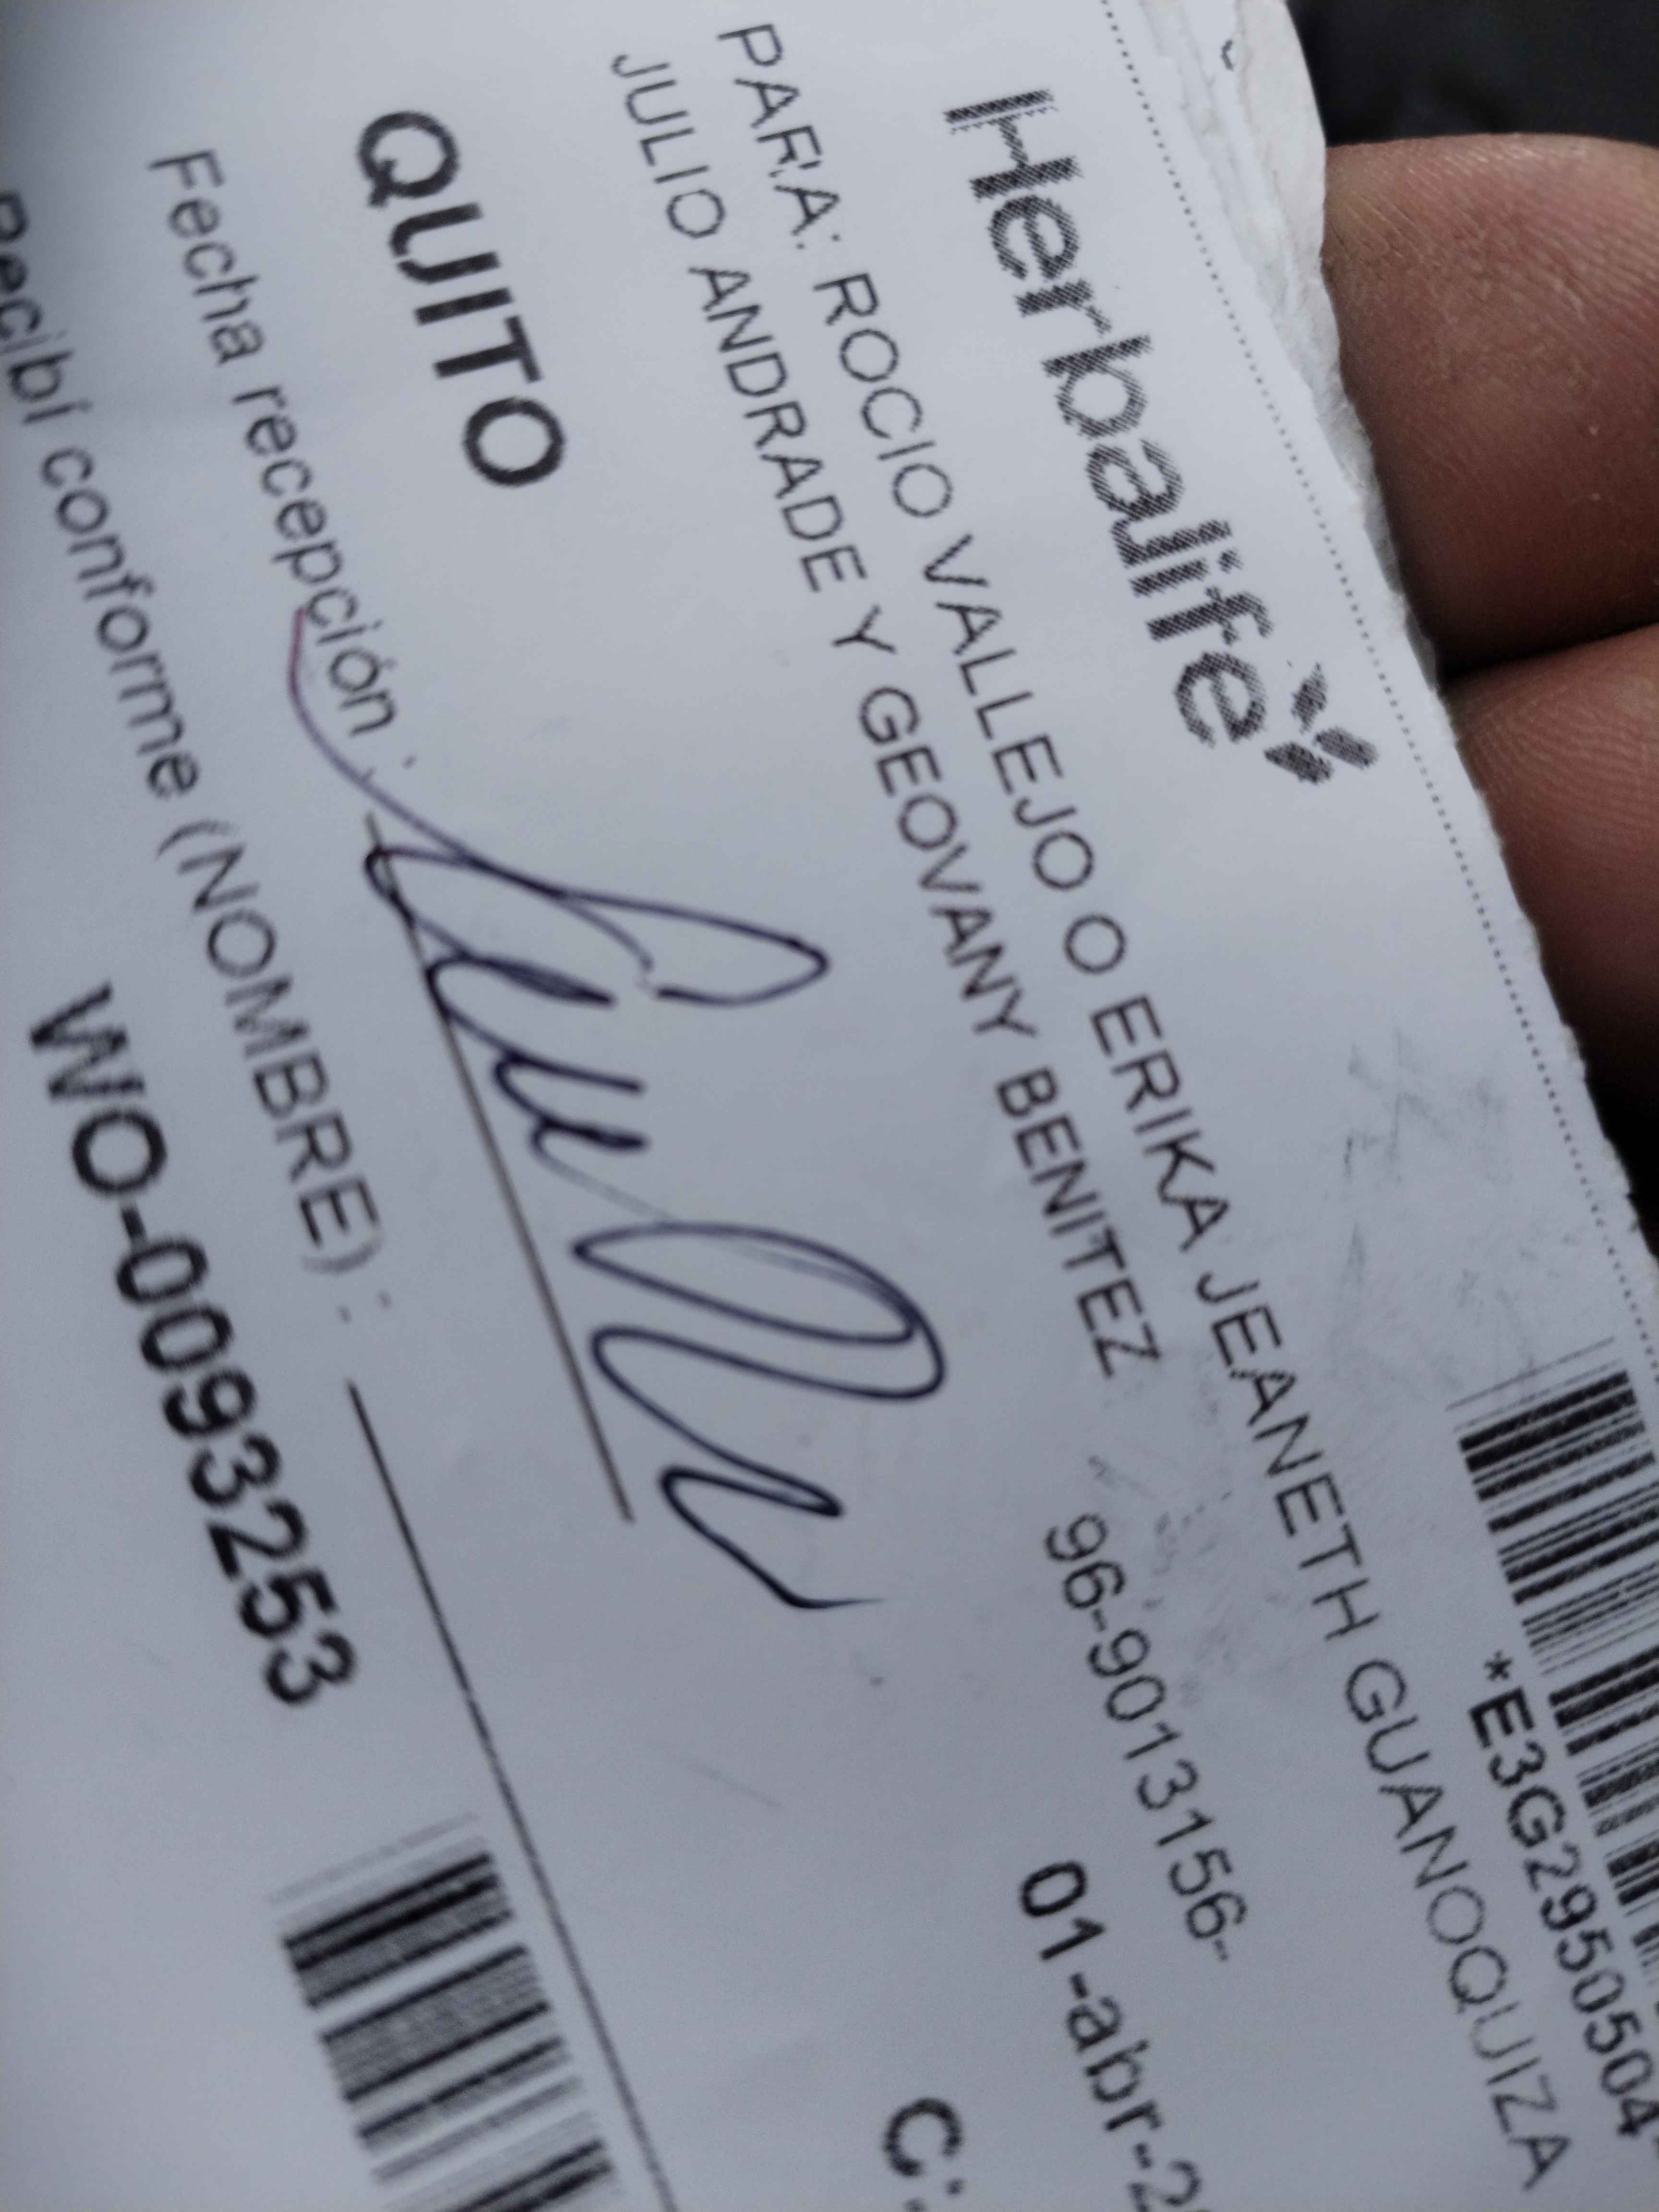 Herbalife
*E3G29505504
PARA: ROCIO VALLEJO O ERIKA JEANETH GUANOQUIZA
JULIO ANDRADE Y GEOVANY BENITEZ
96-9013156-
01-abr-2
QUITO
C:
Fecha recepción :
Recibí conforme (NOMBRE) :
WO-0093253